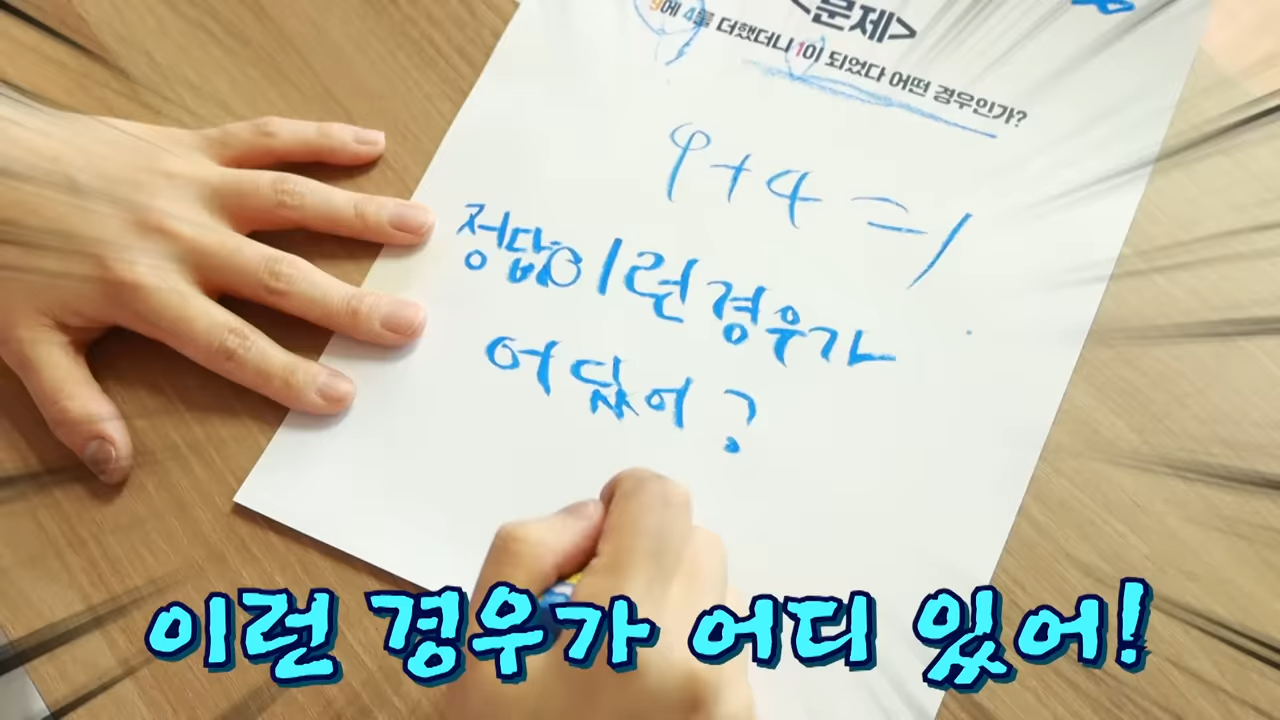 <문제>
9에 4를 더했더니 1이 되었다 어떤 경우인가?
9+4=1
정답 이런 경우가
어딨어?
이런 경우가 어디 있어!